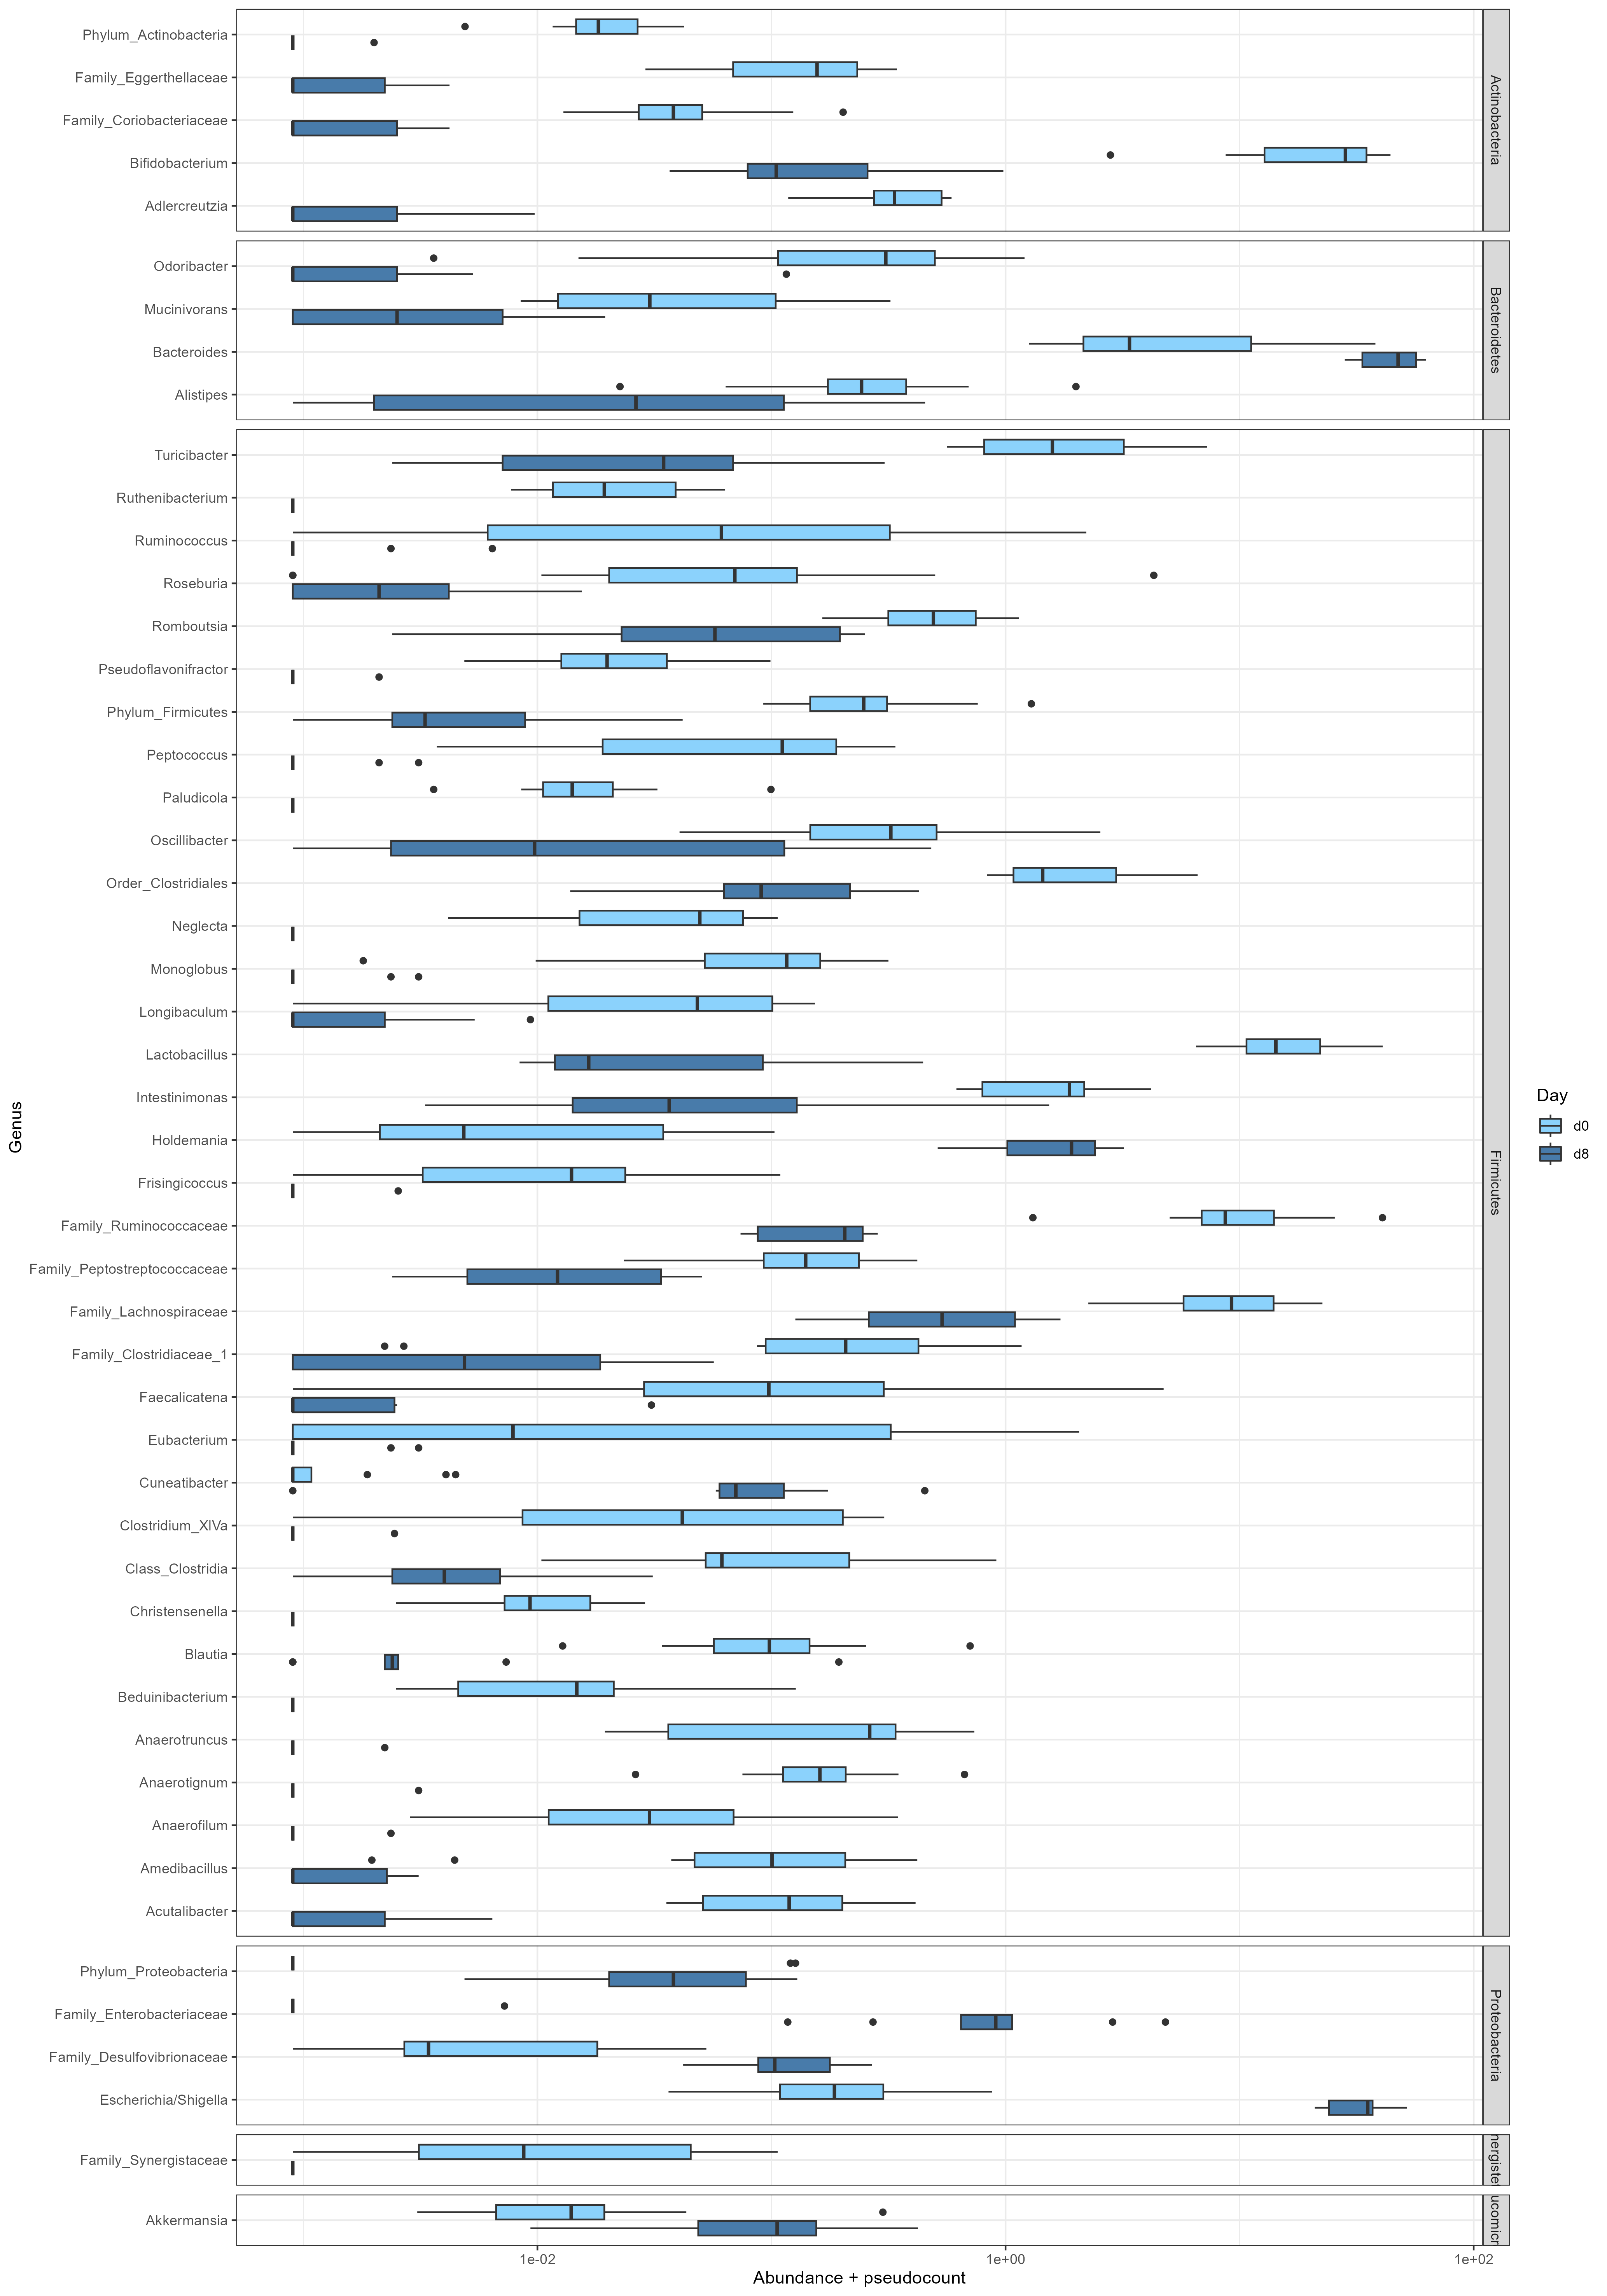 Phylum_Actinobacteria
Family_Eggerthellaceae
Family_Coriobacteriaceae
Bifidobacterium
Adlercreutzia
Actinobacteria
Odoribacter
Mucinivorans
Bacteroides
Alistipes
Bacteroidetes
Turicibacter
Ruthenibacterium
Ruminococcus
Roseburia
Romboutsia
Pseudoflavonifractor
Phylum_Firmicutes
Peptococcus
Paludicola
Oscillibacter
Order_Clostridiales
Neglecta
Monoglobus
Longibaculum
Lactobacillus
Intestinimonas
Holdemania
Frisingicoccus
Family_Ruminococcaceae
Family_Peptostreptococcaceae
Family_Lachnospiraceae
Family_Clostridiaceae_1
Faecalicatena
Eubacterium
Cuneatibacter
Clostridium_XlVa
Class_Clostridia
Christensenella
Blautia
Beduinibacterium
Anaerotruncus
Anaerotignum
Anaerofilum
Amedibacillus
Acutalibacter
Firmicutes
Phylum_Proteobacteria
Family_Enterobacteriaceae
Family_Desulfovibrionaceae
Escherichia/Shigella
Proteobacteria
Family_Synergistaceae
Akkermansia
1e-02
1e+00
1e+02
Abundance + pseudocount
Genus
Day
d0
d8